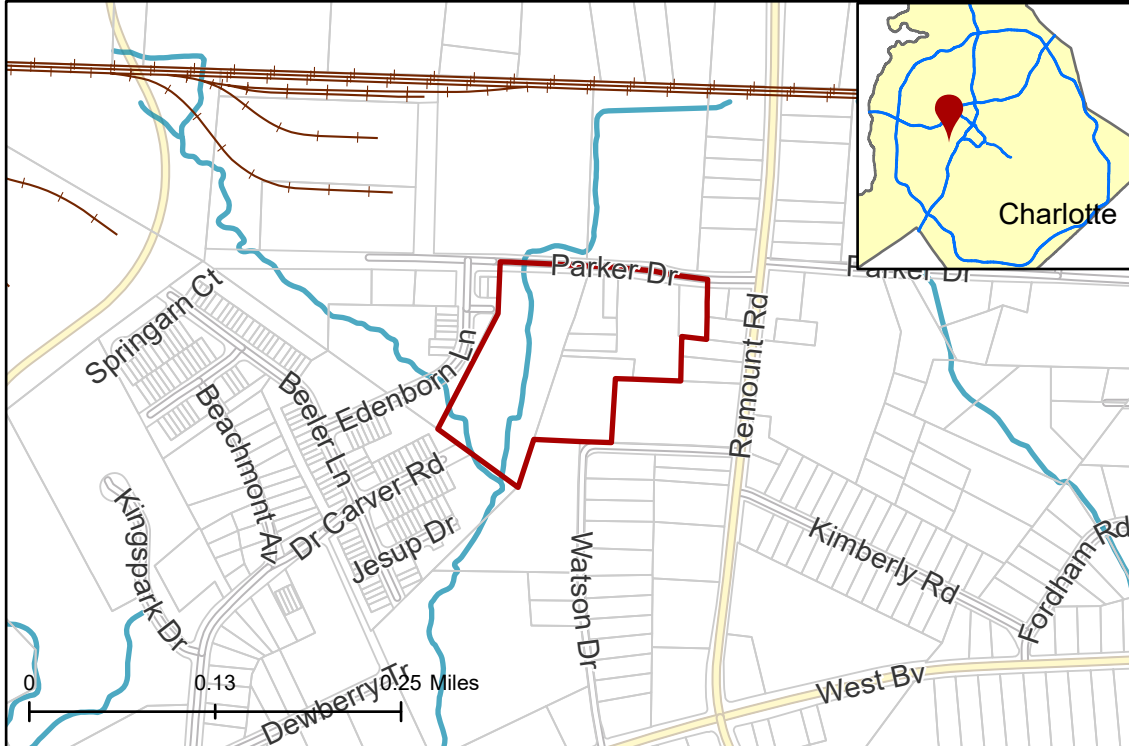 Charlotte
Parker Dr
Parker Dr
Springarn Ct
Edenborn Ln
Beeler Ln
Beachmont Av
Remount Rd
Dr Carver Rd
Jesup Dr
Kingspark Dr
Watson Dr
Kimberly Rd
Fordham Rd
West Bv
Dewberry Tr
0 0.13 0.25 Miles